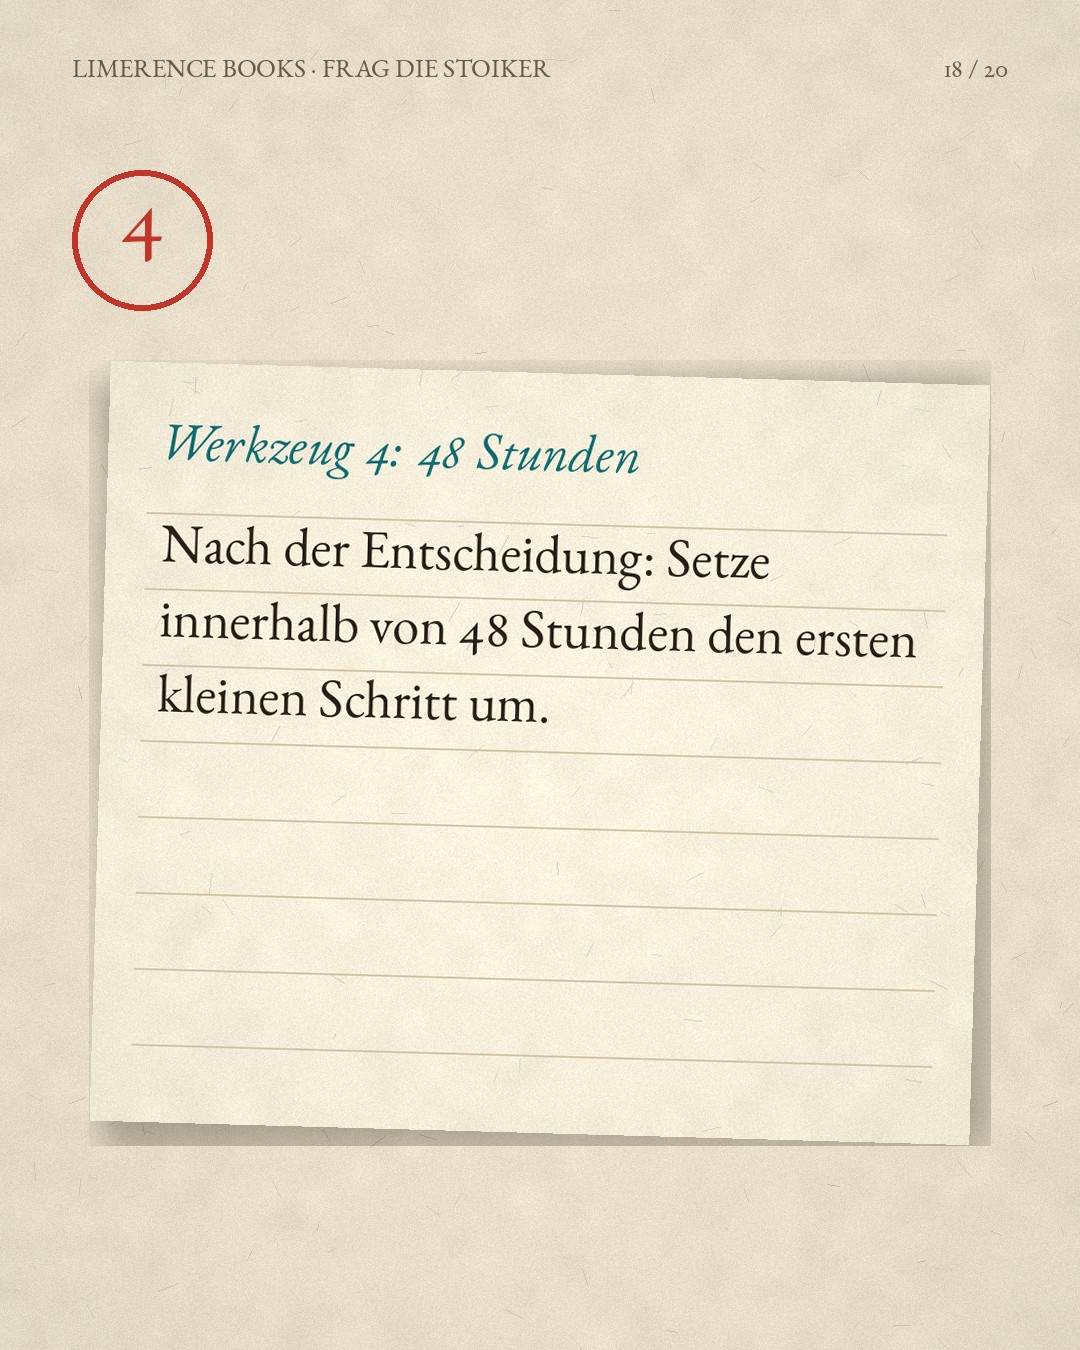 LIMERENCE BOOKS · FRAG DIE STOIKER
18 / 20
4
Werkzeug 4: 48 Stunden
Nach der Entscheidung: Setze
innerhalb von 48 Stunden den ersten
kleinen Schritt um.